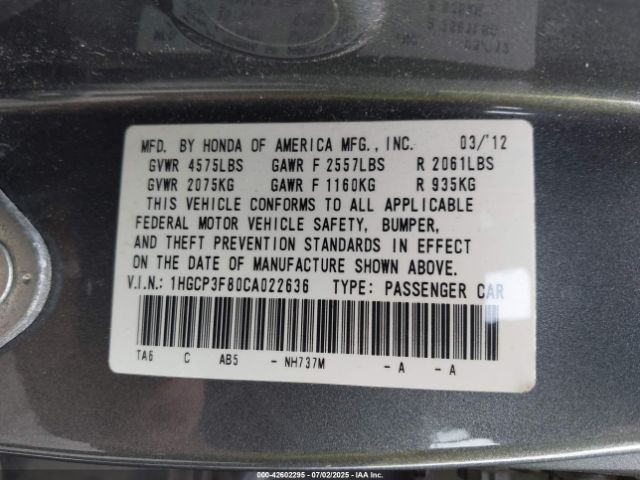 MFD. BY HONDA OF AMERICA MFG., INC. 03/'12
GVWR 4575LBS GAWR F 2557LBS R 2061LBS
GVWR 2075KG GAWR F 1160KG R 935KG
THIS VEHICLE CONFORMS TO ALL APPLICABLE
FEDERAL MOTOR VEHICLE SAFETY, BUMPER,
AND THEFT PREVENTION STANDARDS IN EFFECT
ON THE DATE OF MANUFACTURE SHOWN ABOVE.
V.I.N.: 1HGCP3F80CA022636 TYPE: PASSENGER CAR
TA6 C AB5 - NH737M - A - A
000-42602295 - 07/02/2025 - IAAI.COM